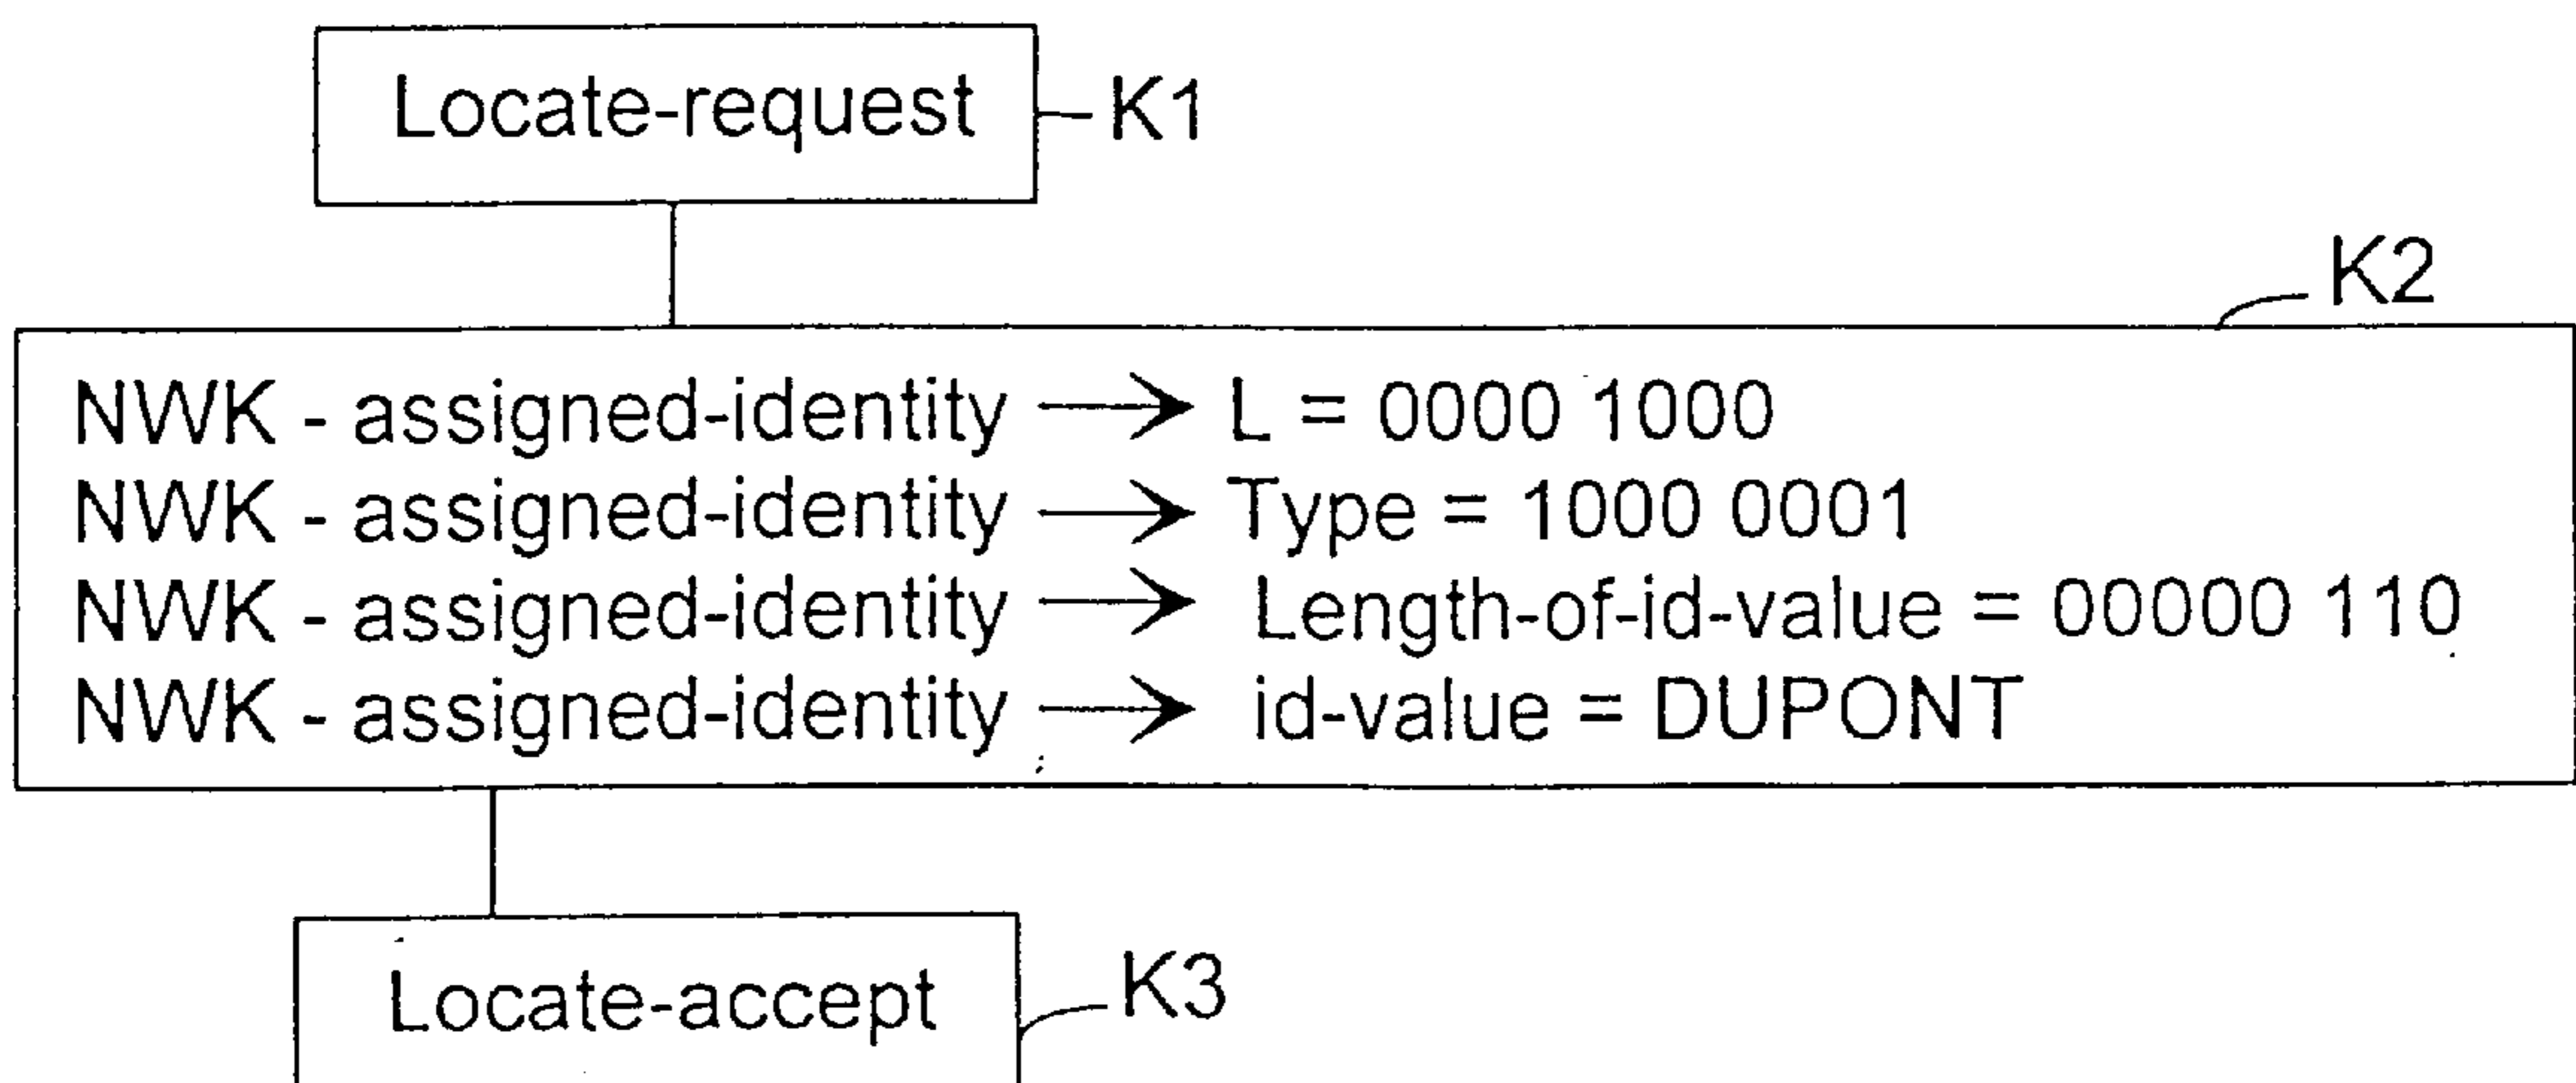 Locate-request K1
K2
NWK - assigned-identity → L = 0000 1000
NWK - assigned-identity → Type = 1000 0001
NWK - assigned-identity → Length-of-id-value = 00000 110
NWK - assigned-identity → id-value = DUPONT
Locate-accept K3